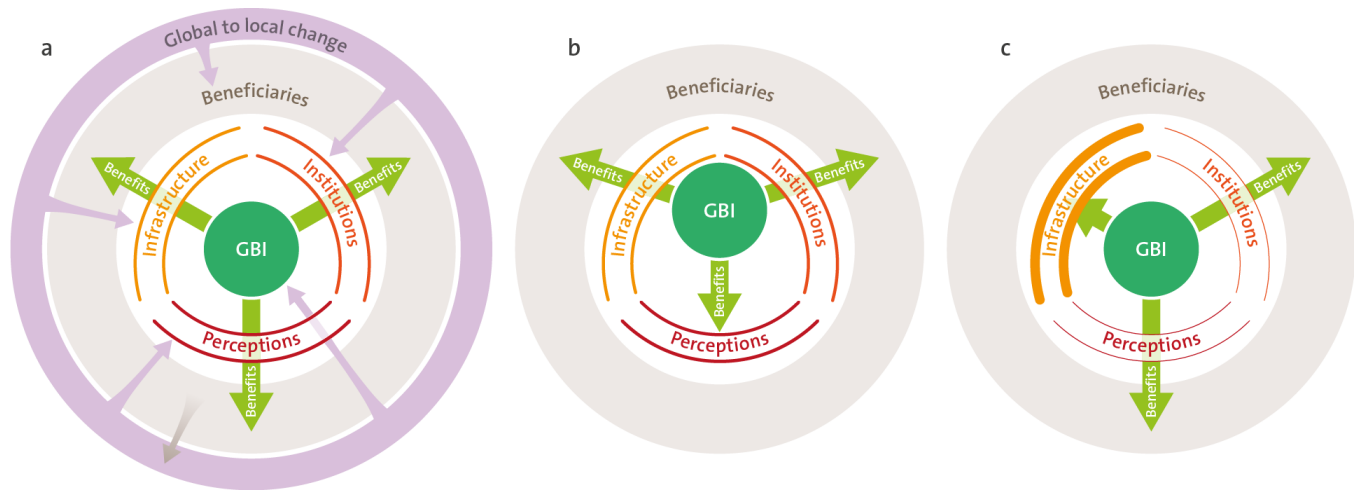 a
Global to local change
Beneficiaries
Benefits
Infrastructure
Institutions
Benefits
GBI
Perceptions
Benefits
b
Beneficiaries
Benefits
Infrastructure
Institutions
Benefits
GBI
Benefits
Perceptions
c
Beneficiaries
Infrastructure
Institutions
Benefits
GBI
Perceptions
Benefits